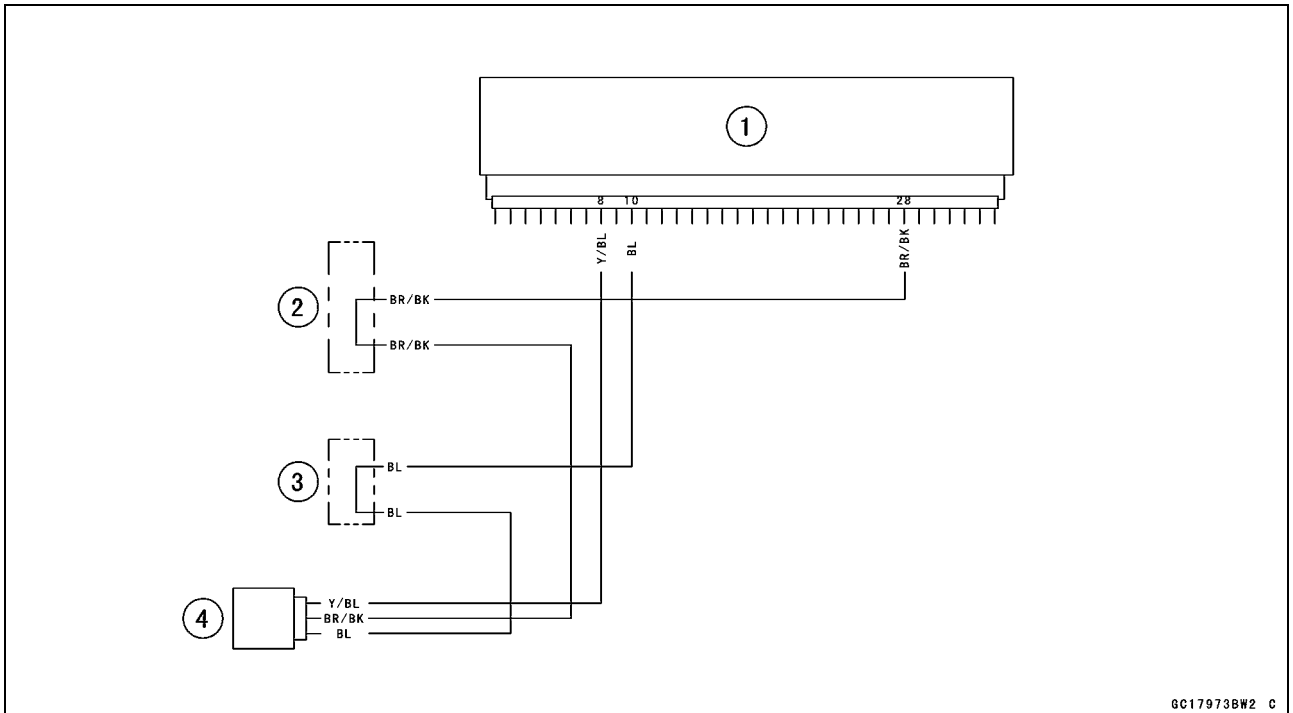 1
8 10 28
Y/BL BL BR/BK
2
BR/BK
BR/BK
3
BL
BL
4
Y/BL
BR/BK
BL
GC17973BW2 C